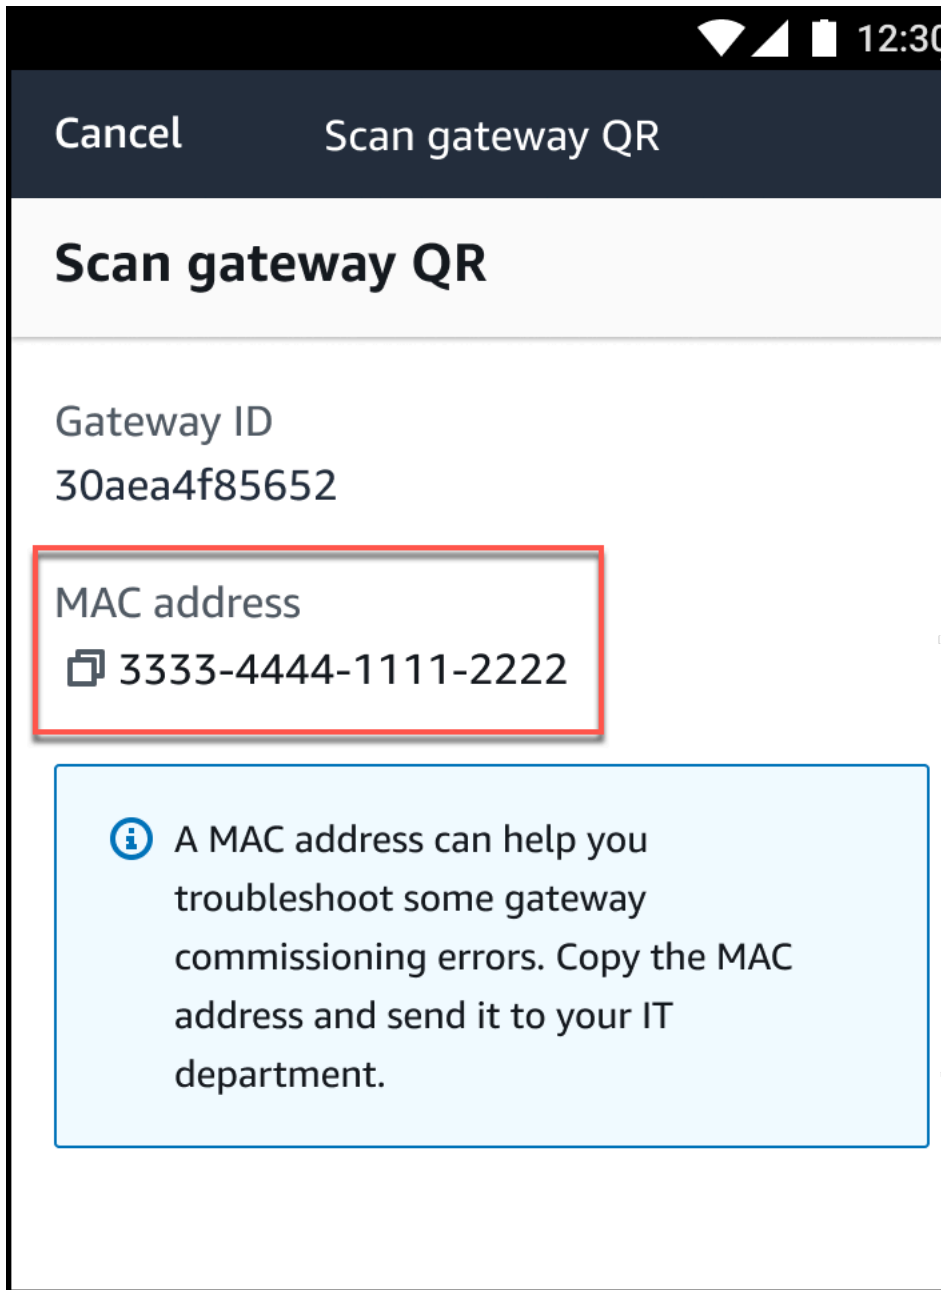 12:30
Cancel Scan gateway QR
Scan gateway QR
Gateway ID
30aea4f85652
MAC address
3333-4444-1111-2222
A MAC address can help you
troubleshoot some gateway
commissioning errors. Copy the MAC
address and send it to your IT
department.